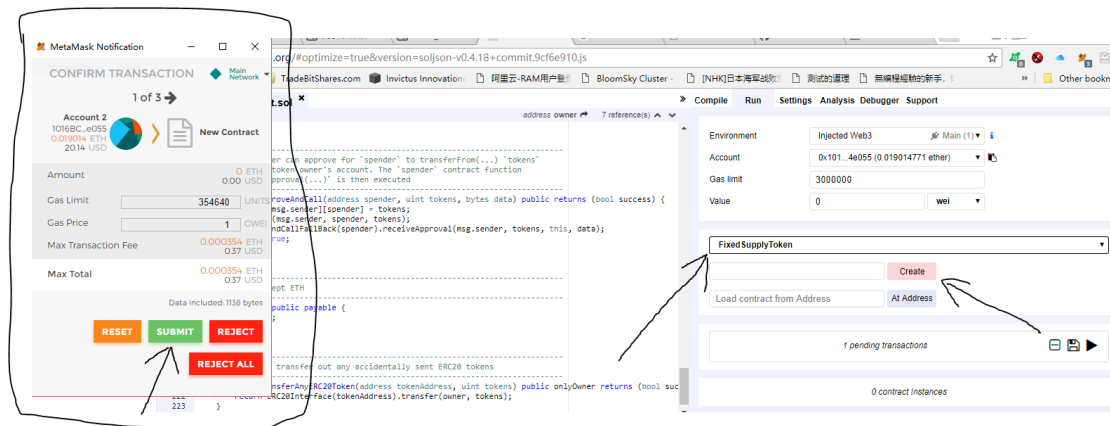 MetaMask Notification
CONFIRM TRANSACTION
Main
Network
1 of 3
Account 2
1016BC...e055
0.019014 ETH
20.14 USD
New Contract
Amount
0 ETH
0.00 USD
Gas Limit
354640 UNITS
Gas Price
1 GWEI
Max Transaction Fee
0.000354 ETH
0.37 USD
Max Total
0.000354 ETH
0.37 USD
Data included: 1138 bytes
RESET SUBMIT REJECT
REJECT ALL
.org/#optimize=true&version=soljson-v0.4.18+commit.9cf6e910.js
TradeBitShares.com Invictus Innovation 阿里云-RAM用户登 BloomSky Cluster - [NHK]日本海軍战败 测试的道理 無編程經驗的新手, » Other bookm
t.sol ×
address owner 7 reference(s)
er can approve for `spender` to transferFrom(...) `tokens`
token owner's account. The `spender` contract function
pproval(...)` is then executed
roveAndCall(address spender, uint tokens, bytes data) public returns (bool success) {
msg.sender][spender] = tokens;
(msg.sender, spender, tokens);
ndCallFallBack(spender).receiveApproval(msg.sender, tokens, this, data);
rue;
ept ETH
public payable {
;
transfer out any accidentally sent ERC20 tokens
nsferAnyERC20Token(address tokenAddress, uint tokens) public onlyOwner returns (bool suc
222 return ERC20Interface(tokenAddress).transfer(owner, tokens);
223 }
» Compile Run Settings Analysis Debugger Support
Environment Injected Web3 Main (1) i
Account 0x101...4e055 (0.019014771 ether)
Gas limit 3000000
Value 0 wei
FixedSupplyToken
Create
Load contract from Address At Address
1 pending transactions
0 contract Instances